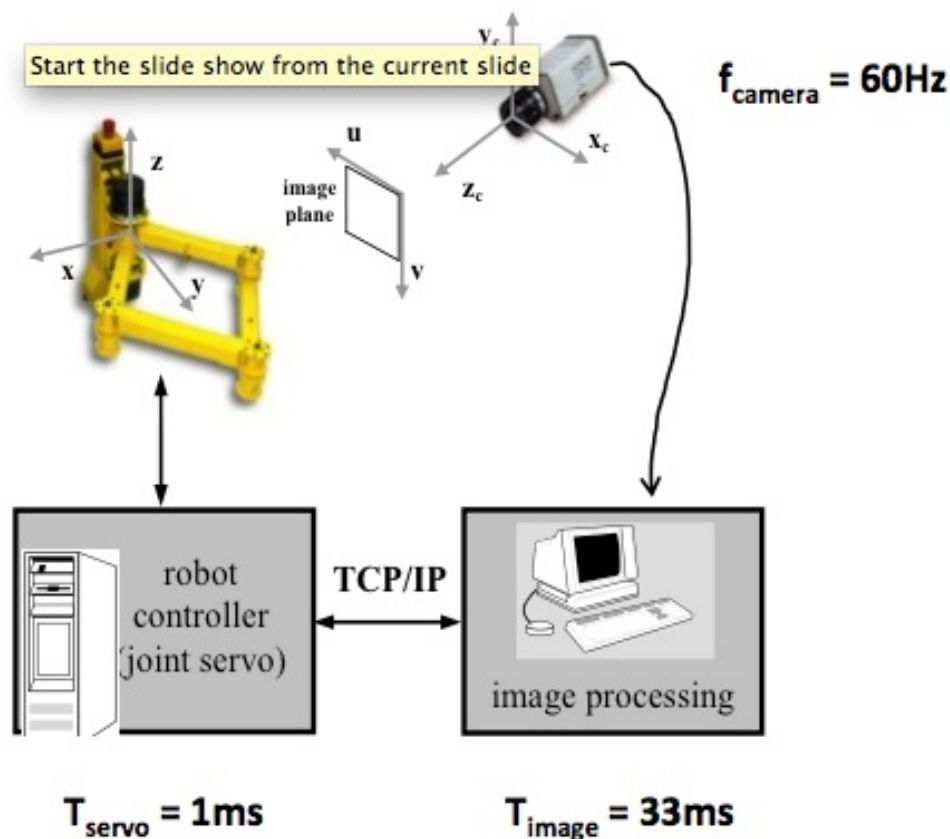 y_c
Start the slide show from the current slide
f_camera = 60Hz
u
z
x_c
image
plane
z_c
x
y
v
robot
controller
(joint servo)
TCP/IP
image processing
T_servo = 1ms
T_image = 33ms